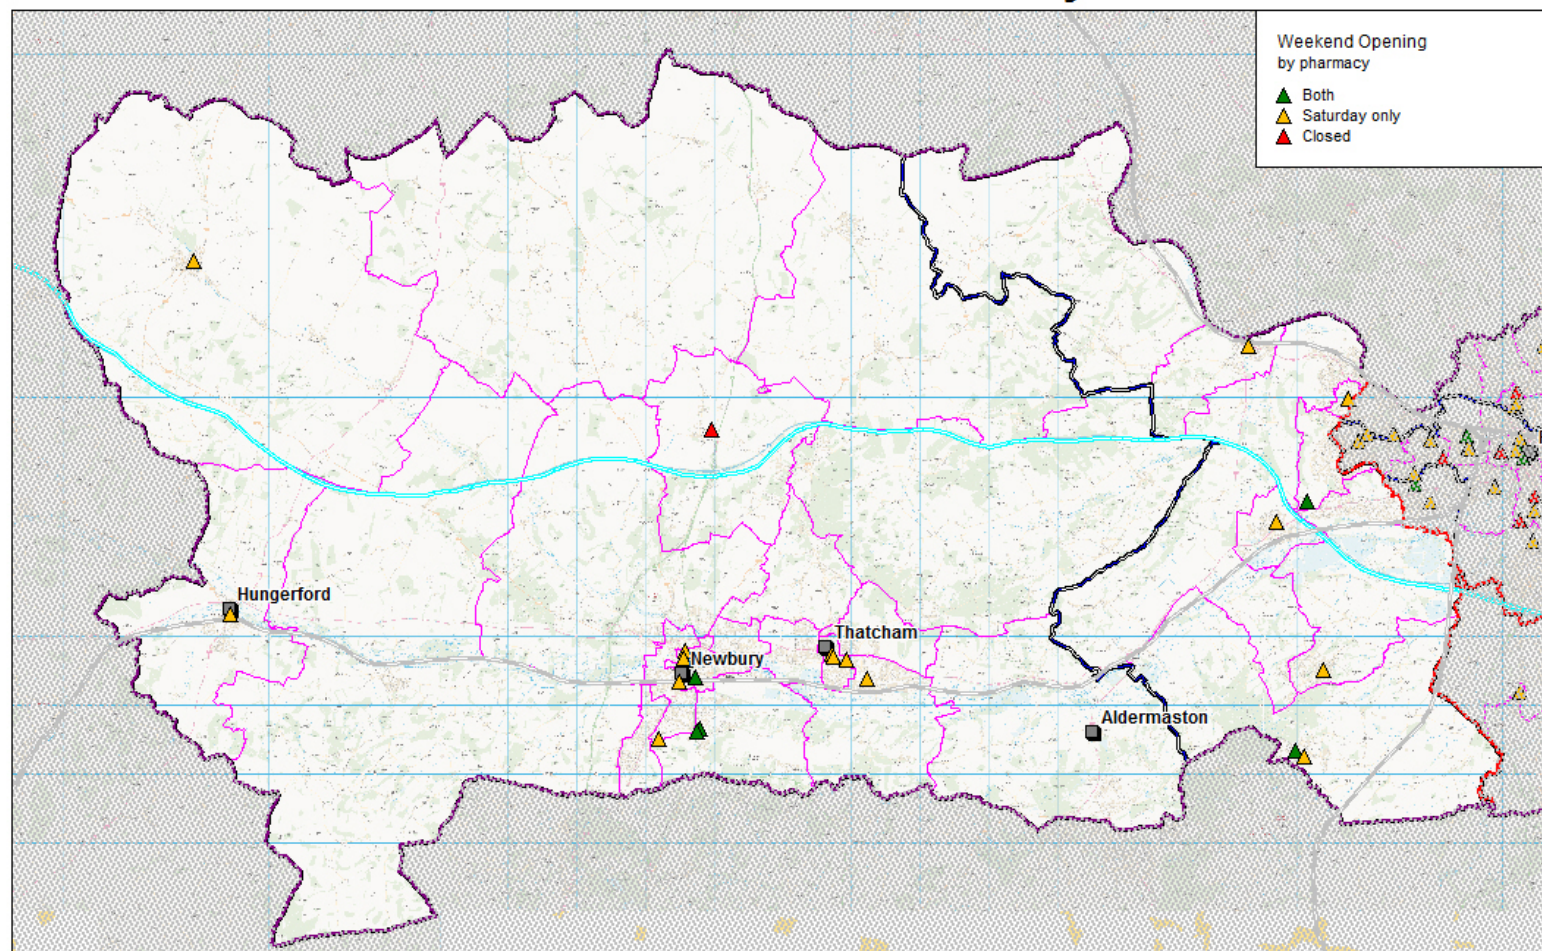 Weekend Opening
by pharmacy
Both
Saturday only
Closed
Hungerford
Thatcham
Newbury
Aldermaston